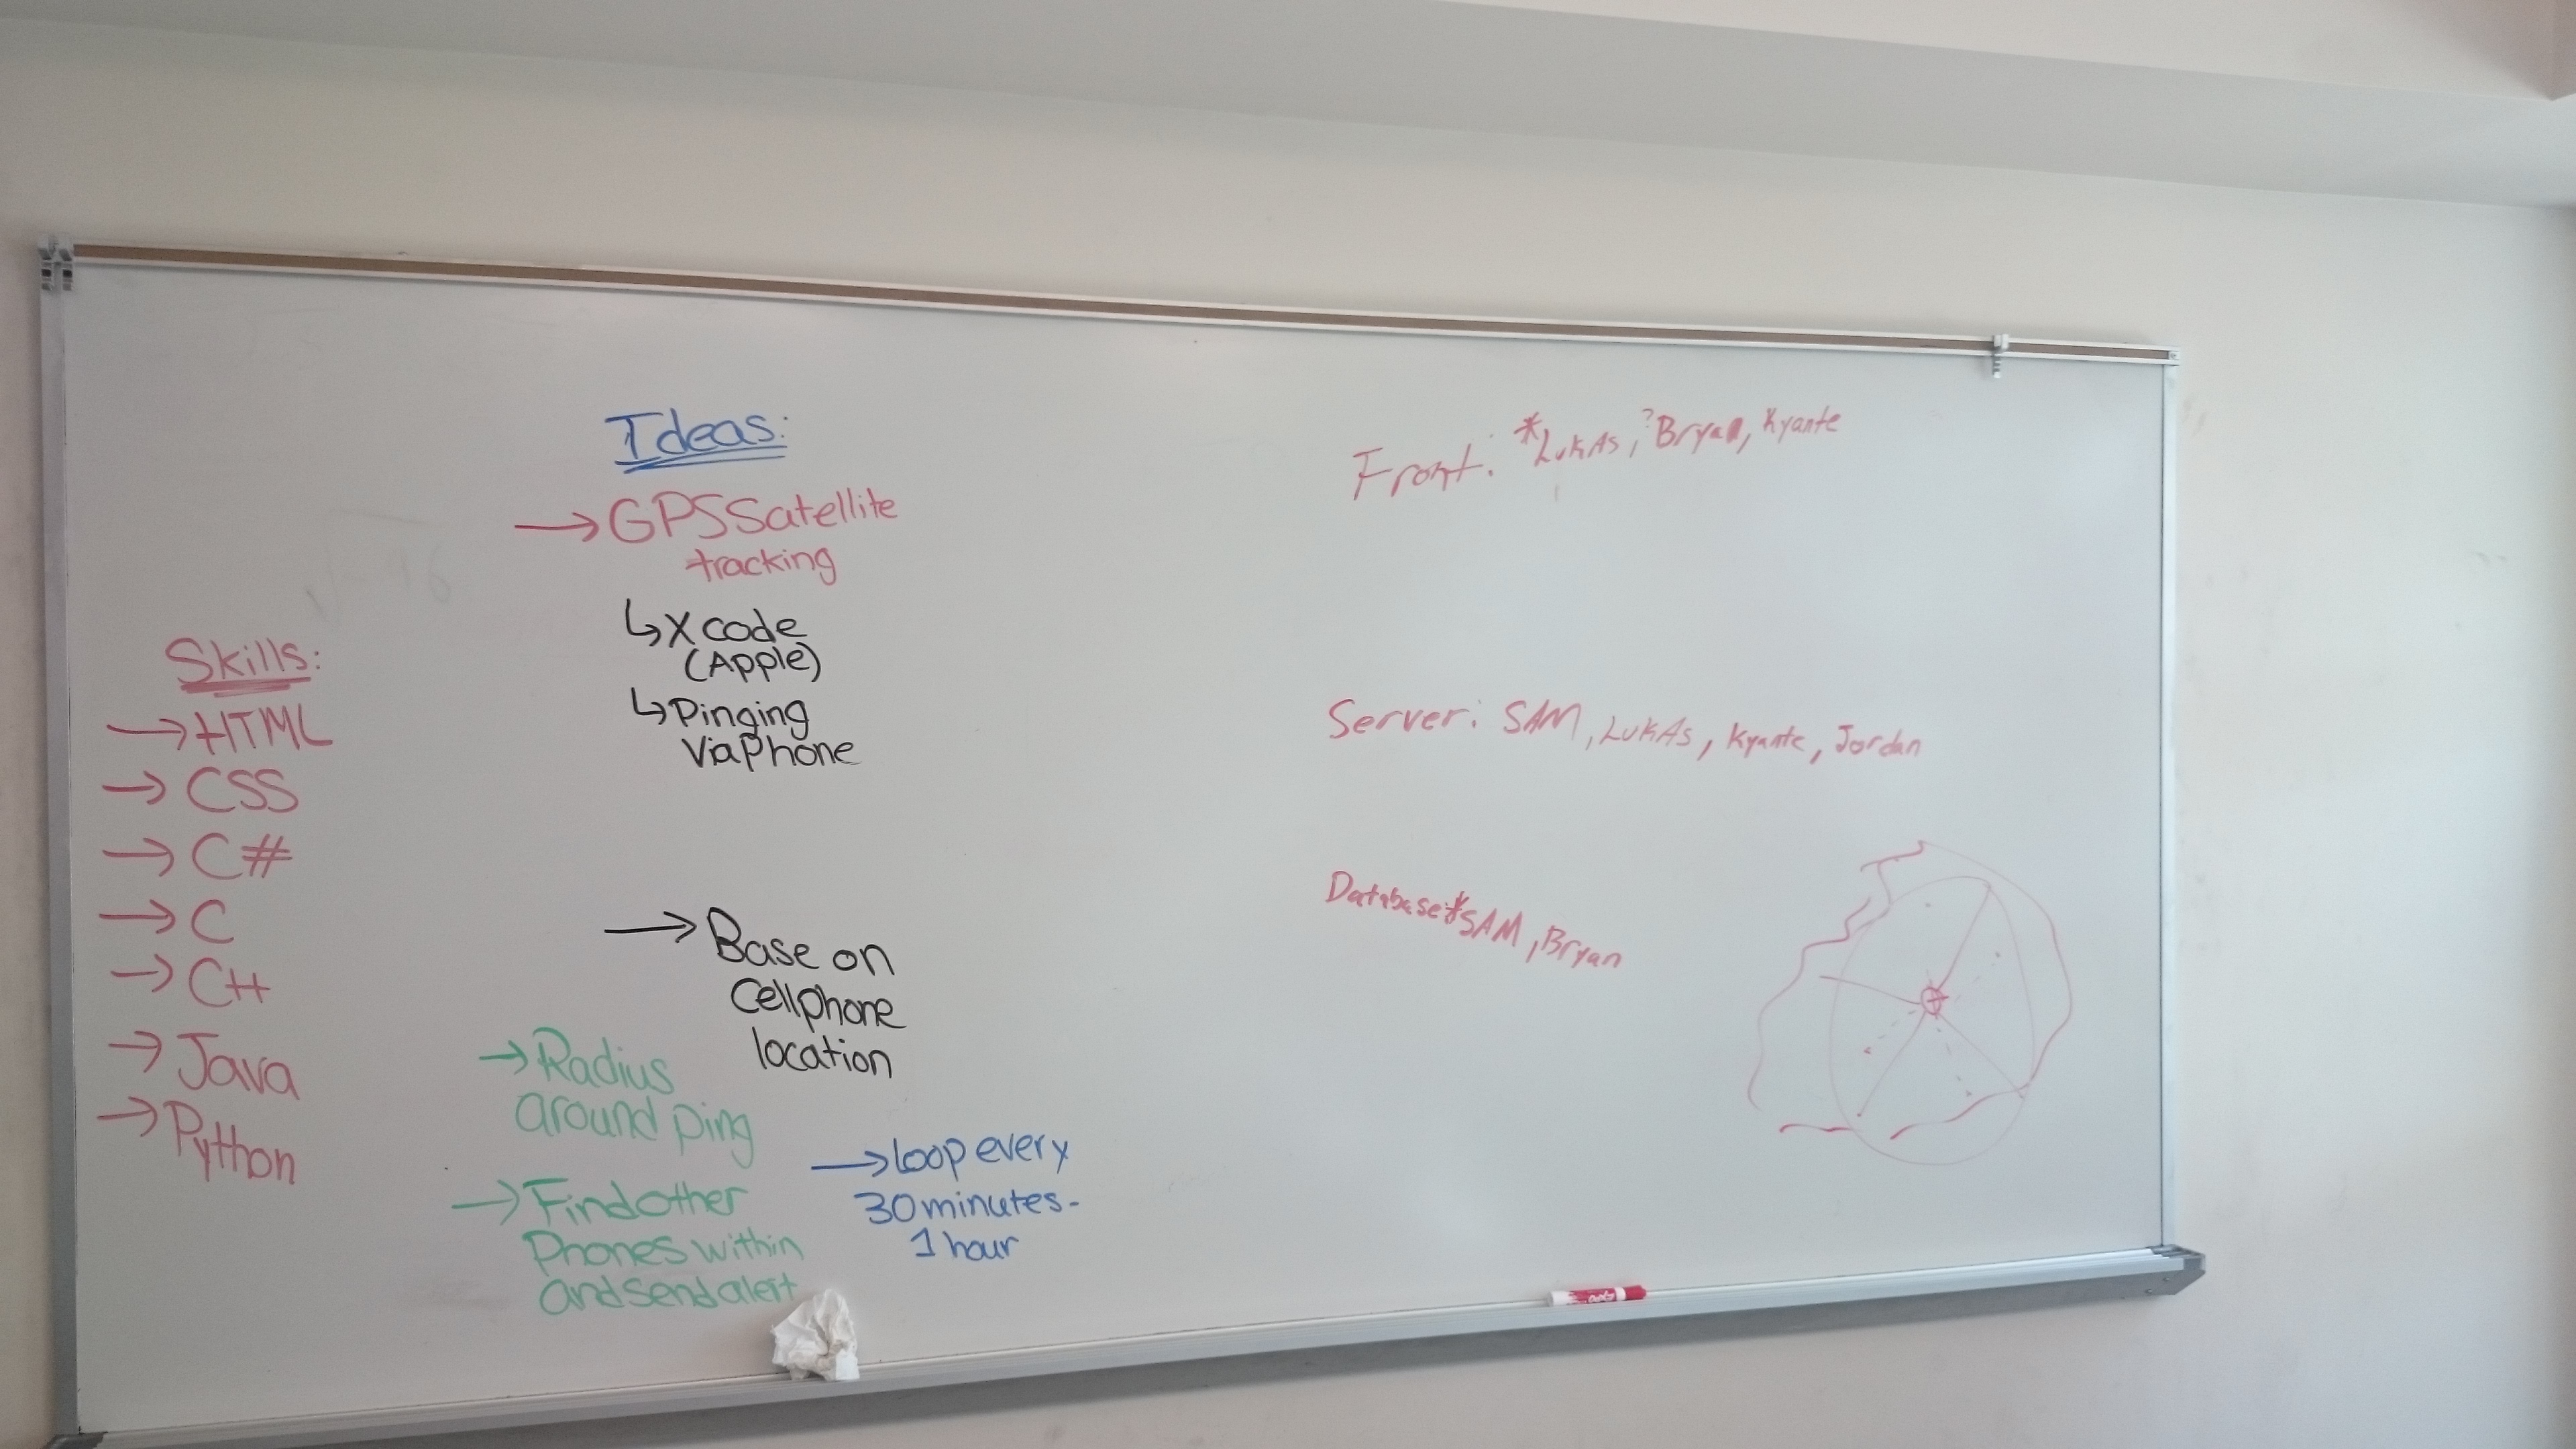 Skills:
→HTML
→CSS
→C#
→C
→C++
→Java
→Python
Ideas:
→GPS Satellite
tracking
↳X code
(Apple)
↳Pinging
Via Phone
→Base on
Cellphone
location
→Radius
around ping
→Find other
Phones within
and send alert
→loop every
30 minutes-
1 hour
Front: *LukAs, ?Bryan, Kyante
Server: SAM, LukAs, Kyante, Jordan
Database:*SAM, Bryan